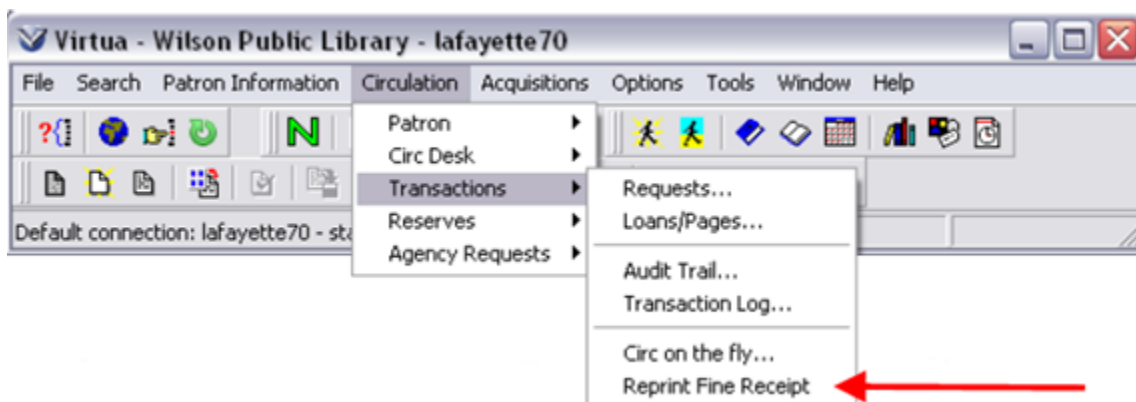 Virtua - Wilson Public Library - lafayette70
File Search Patron Information Circulation Acquisitions Options Tools Window Help
?{
N
Patron
Circ Desk
Transactions
Reserves
Agency Requests
Default connection: lafayette70 - sta
Requests...
Loans/Pages...
Audit Trail...
Transaction Log...
Circ on the fly...
Reprint Fine Receipt